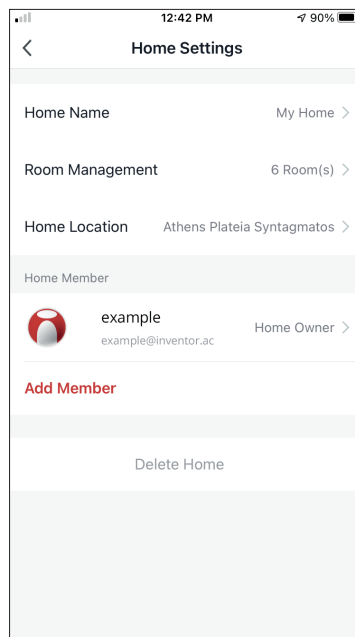 12:42 PM 90%
Home Settings
Home Name My Home
Room Management 6 Room(s)
Home Location Athens Plateia Syntagmatos
Home Member
example
example@inventor.ac
Home Owner
Add Member
Delete Home